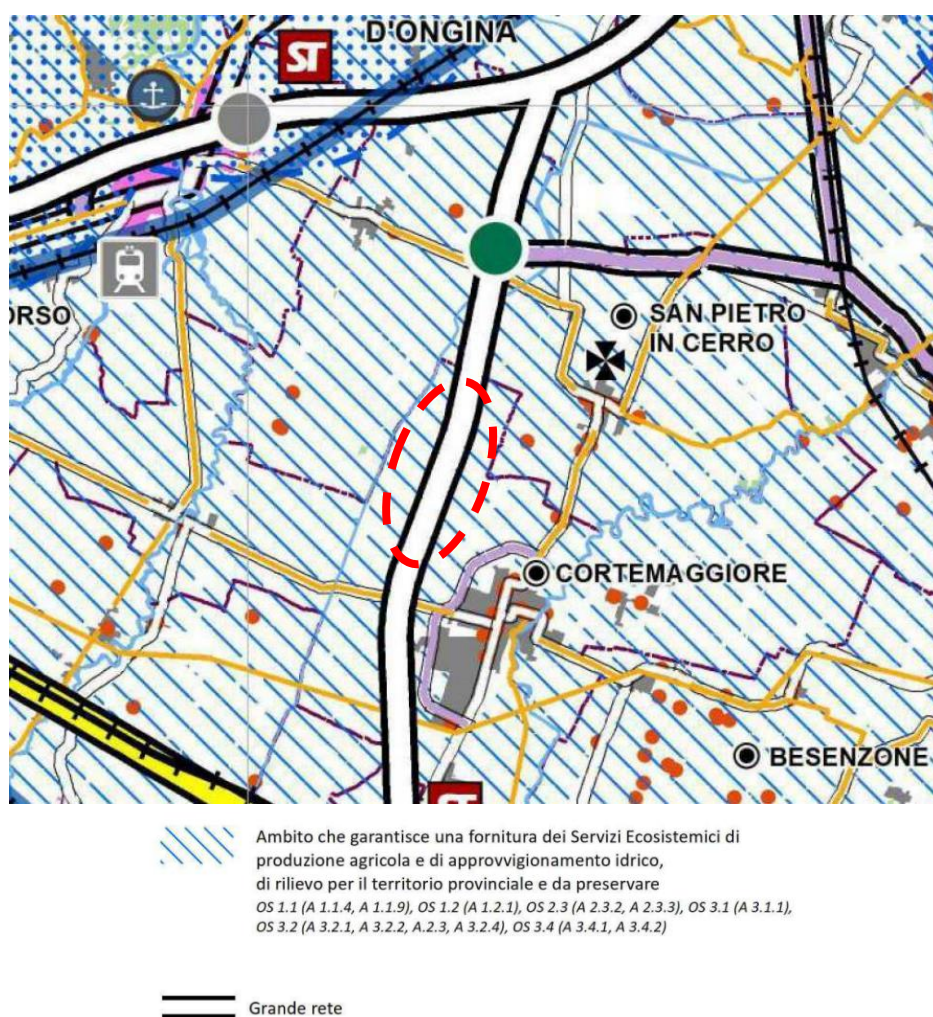 D'ONGINA
ST
ORSO
SAN PIETRO
IN CERRO
CORTEMAGGIORE
BESENZONE
ST
Ambito che garantisce una fornitura dei Servizi Ecosistemici di
produzione agricola e di approvvigionamento idrico,
di rilievo per il territorio provinciale e da preservare
OS 1.1 (A 1.1.4, A 1.1.9), OS 1.2 (A 1.2.1), OS 2.3 (A 2.3.2, A 2.3.3), OS 3.1 (A 3.1.1),
OS 3.2 (A 3.2.1, A 3.2.2, A.2.3, A 3.2.4), OS 3.4 (A 3.4.1, A 3.4.2)
Grande rete